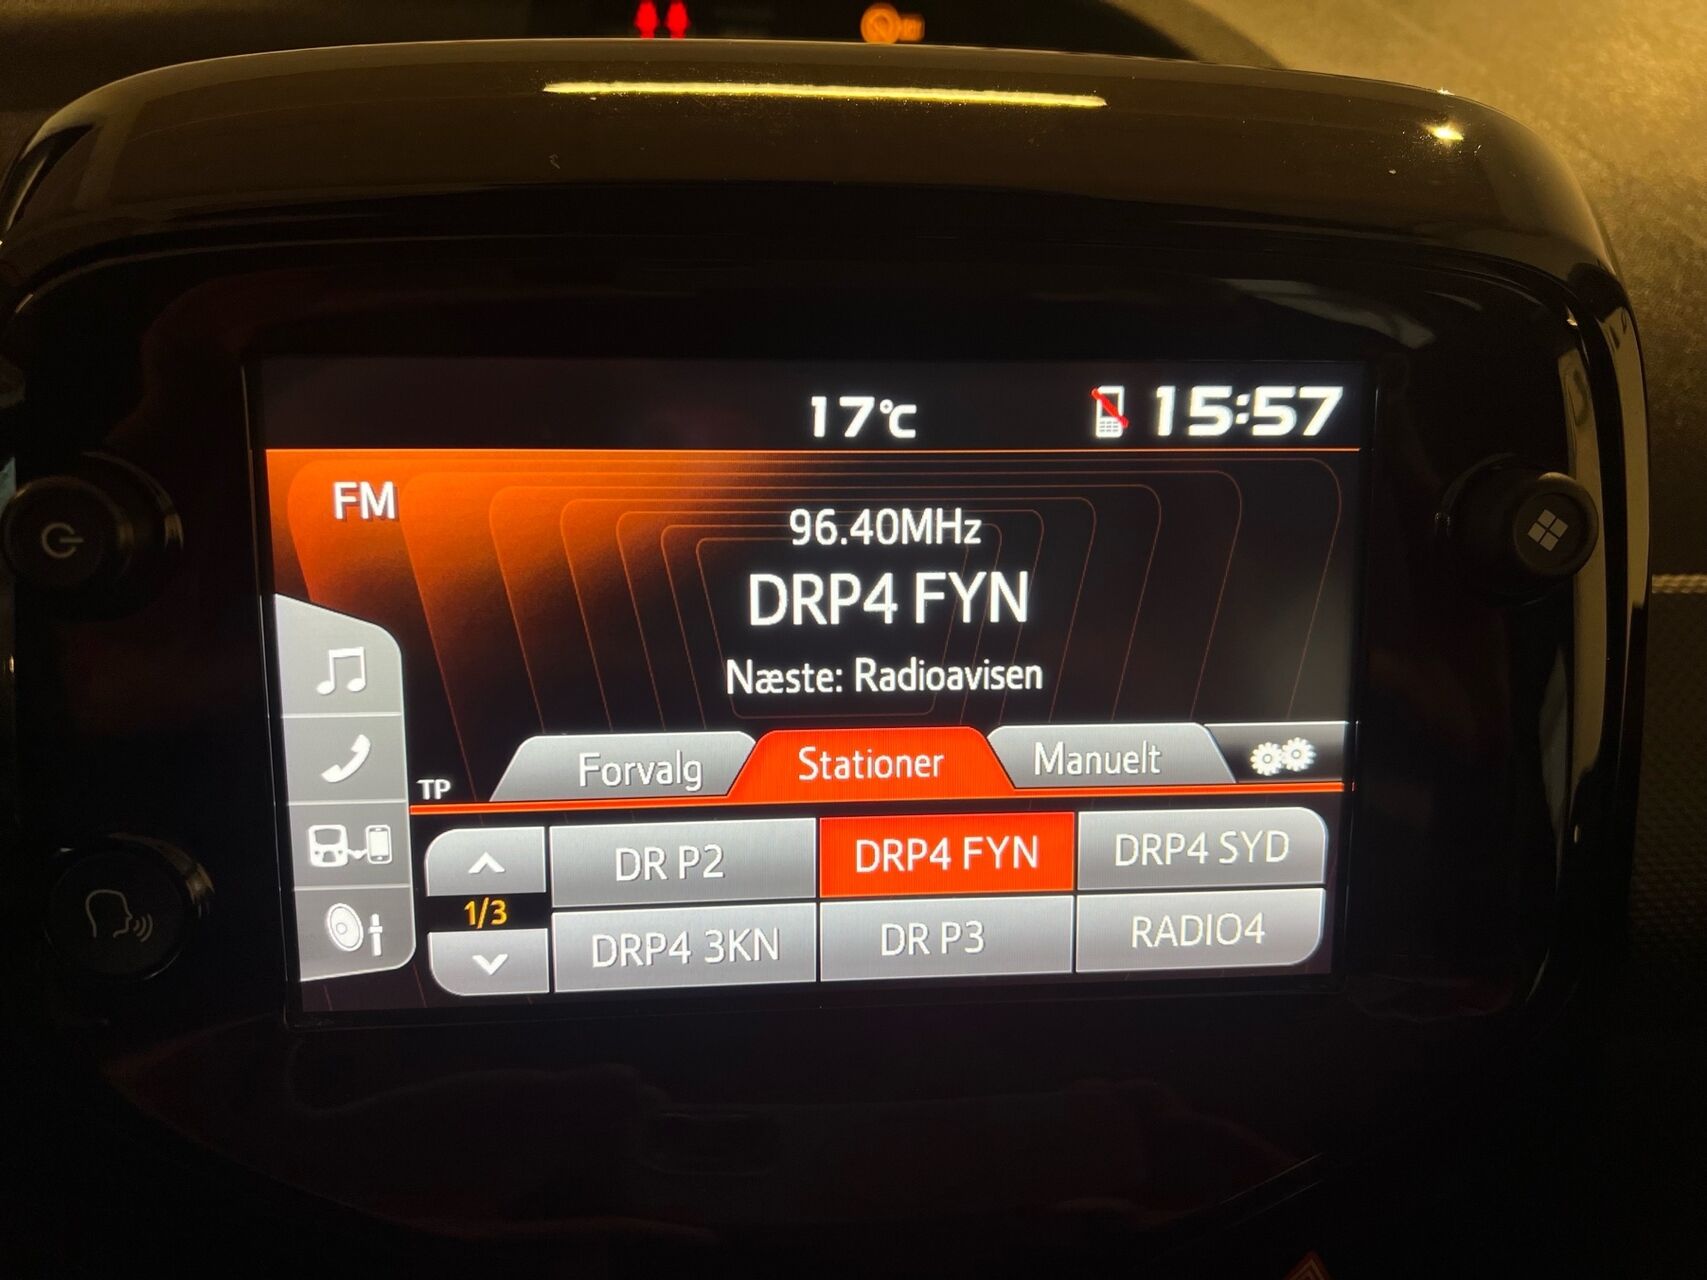 17°C 15:57
FM
96.40MHz
DRP4 FYN
Næste: Radioavisen
TP Forvalg Stationer Manuelt
DR P2 DRP4 FYN DRP4 SYD
1/3
DRP4 3KN DR P3 RADIO4